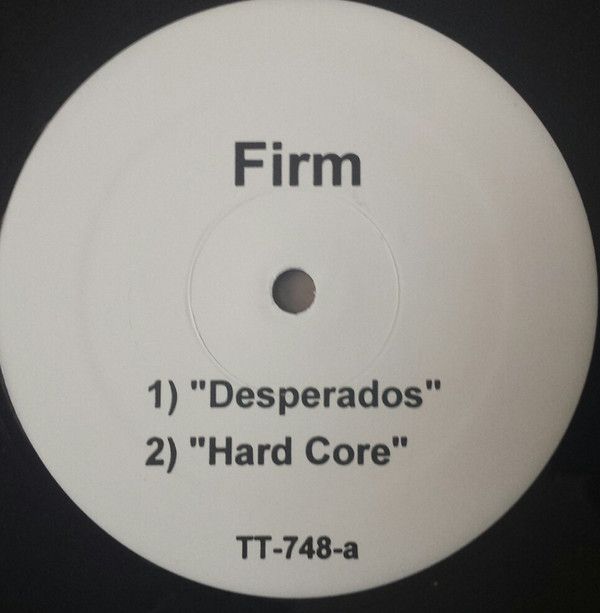 Firm
1) "Desperados"
2) "Hard Core"
TT-748-a